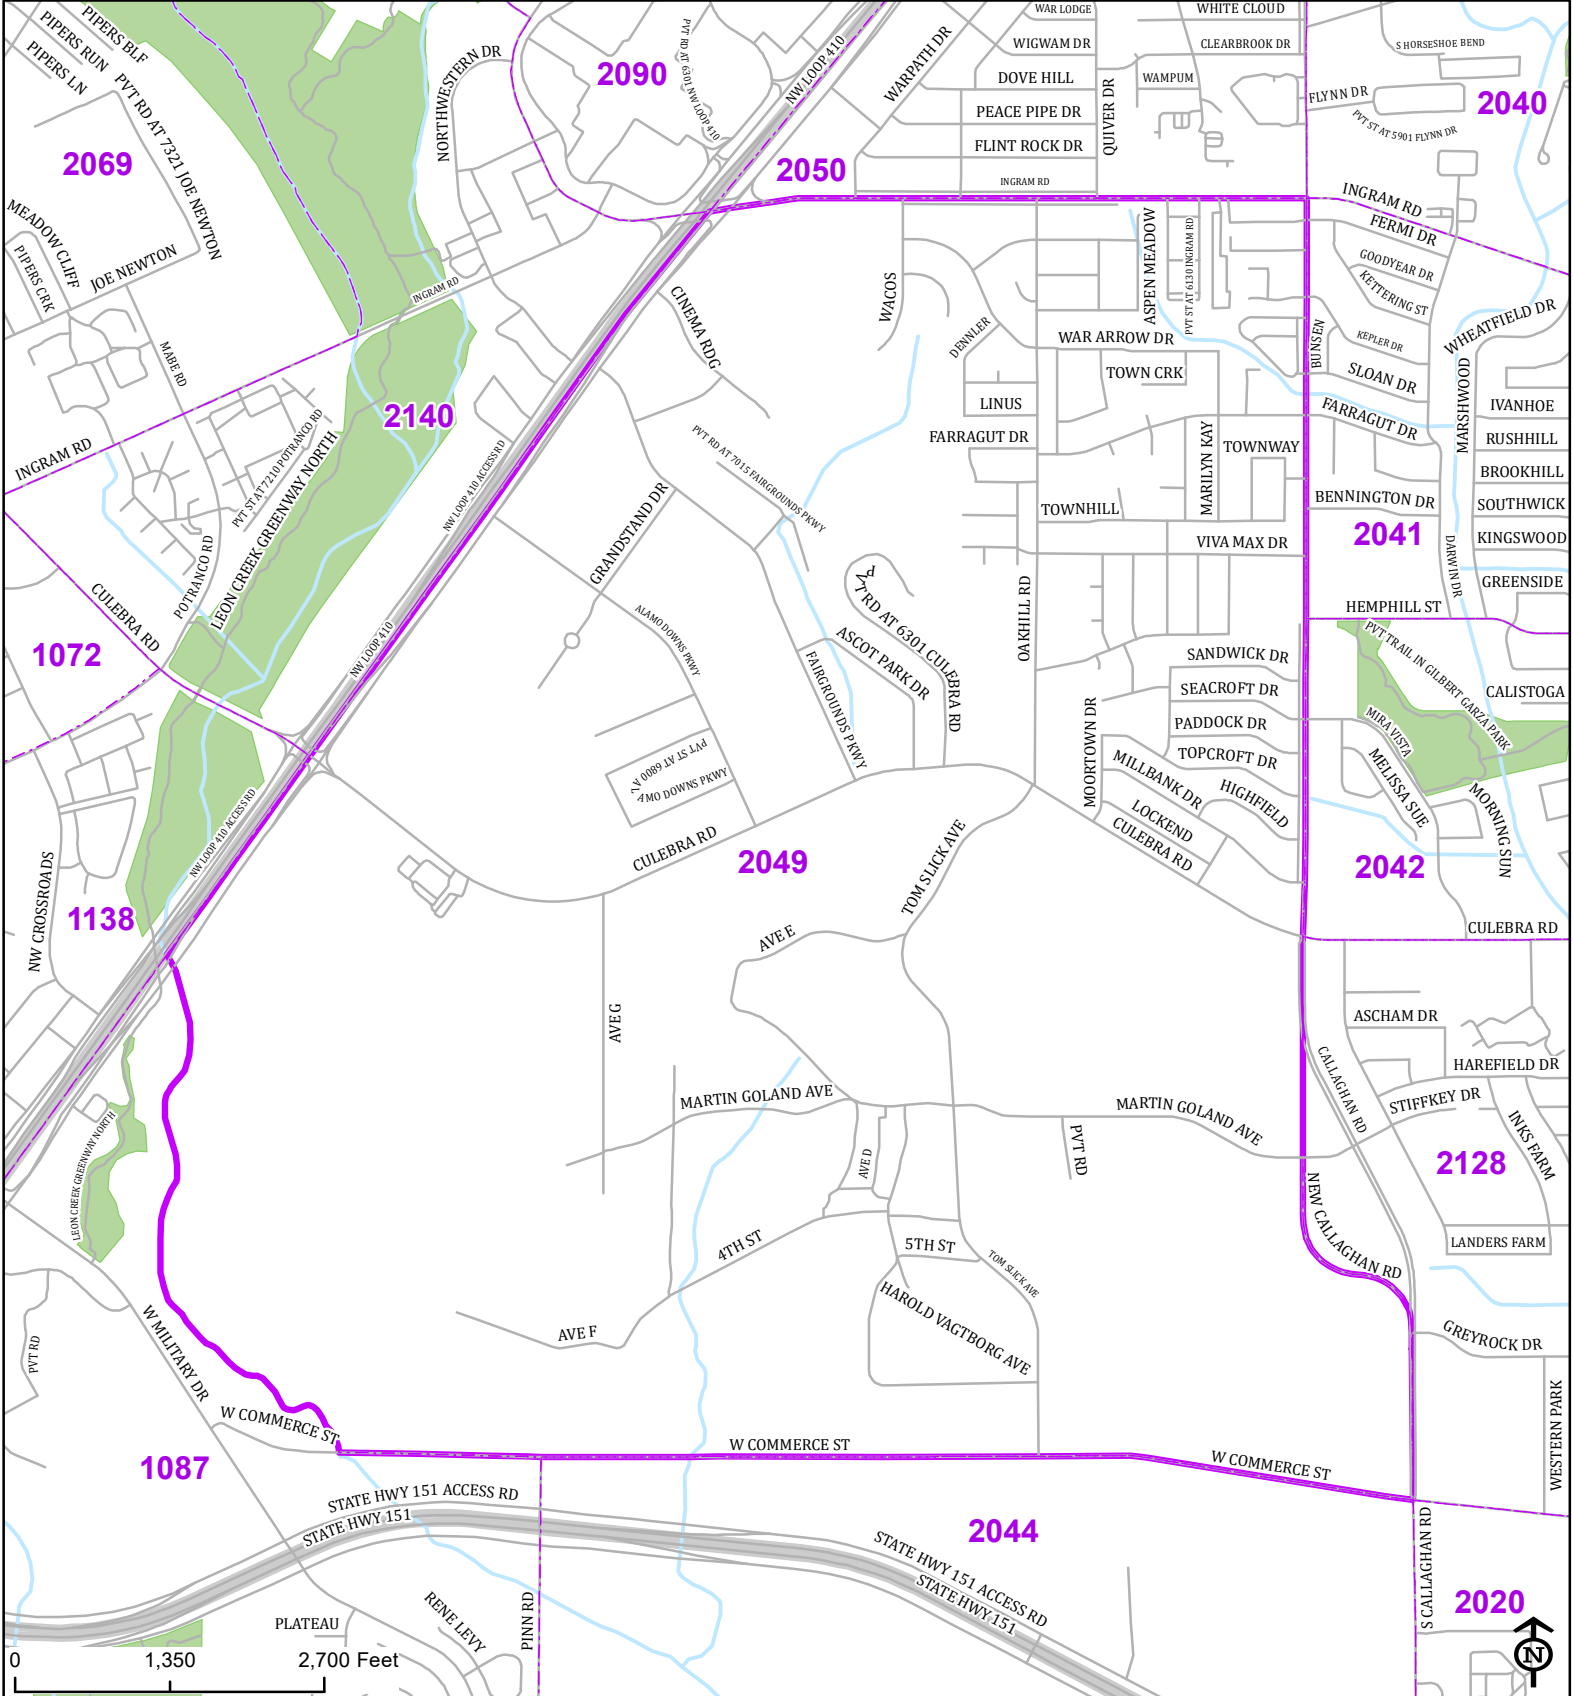 PIPERS BLF
PIPERS RUN
PIPERS LN
PVT RD AT 7321 JOE NEWTON
2069
MEADOW CLIFF
PIPERS CRK
JOE NEWTON
MABE RD
NORTHWESTERN DR
2090
PVT RD AT 6301 NW LOOP 410
NW LOOP 410
WARPATH DR
WAR LODGE
WHITE CLOUD
WIGWAM DR
CLEARBROOK DR
DOVE HILL
WAMPUM
PEACE PIPE DR
QUIVER DR
FLINT ROCK DR
2050
INGRAM RD
S HORSESHOE BEND
FLYNN DR
2040
PVT ST AT 5901 FLYNN DR
INGRAM RD
FERMI DR
GOODYEAR DR
KETTERING ST
KEPLER DR
WHEATFIELD DR
BUNSEN
SLOAN DR
MARSHWOOD
FARRAGUT DR
IVANHOE
RUSHHILL
BROOKHILL
BENNINGTON DR
SOUTHWICK
2041
KINGSWOOD
DARWIN DR
GREENSIDE
HEMPHILL ST
INGRAM RD
CINEMA RDG
WACOS
DENNLER
ASPEN MEADOW
PVT ST AT 6130 INGRAM RD
WAR ARROW DR
TOWN CRK
LINUS
FARRAGUT DR
MARILYN KAY
TOWNWAY
TOWNHILL
VIVA MAX DR
OAKHILL RD
2140
INGRAM RD
PVT ST AT 7210 POTRANCO RD
LEON CREEK GREENWAY NORTH
POTRANCO RD
NW LOOP 410 ACCESS RD
PVT RD AT 7015 FAIRGROUNDS PKWY
GRANDSTAND DR
CULEBRA RD
1072
NW LOOP 410
ALAMO DOWNS PKWY
PVT RD AT 6301 CULEBRA RD
ASCOT PARK DR
FAIRGROUNDS PKWY
PVT ST AT 6800 ALAMO DOWNS PKWY
SANDWICK DR
SEACROFT DR
PADDOCK DR
MOORTOWN DR
TOPCROFT DR
MILLBANK DR
HIGHFIELD
LOCKEND
CULEBRA RD
PVT TRAIL IN GILBERT GARZA PARK
CALISTOGA
MIRA VISTA
MELISSA SUE
MORNING SUN
2042
CULEBRA RD
NW LOOP 410 ACCESS RD
NW CROSSROADS
1138
CULEBRA RD
2049
TOM SLICK AVE
AVE E
AVE G
MARTIN GOLAND AVE
MARTIN GOLAND AVE
PVT RD
AVE D
ASCHAM DR
CALLAGHAN RD
HAREFIELD DR
STIFFKEY DR
INKS FARM
2128
NEW CALLAGHAN RD
LANDERS FARM
LEON CREEK GREENWAY NORTH
4TH ST
5TH ST
TOM SLICK AVE
HAROLD VAGTBORG AVE
AVE F
GREYROCK DR
PVT RD
W MILITARY DR
W COMMERCE ST
W COMMERCE ST
W COMMERCE ST
WESTERN PARK
1087
STATE HWY 151 ACCESS RD
STATE HWY 151
2044
STATE HWY 151 ACCESS RD
STATE HWY 151
S CALLAGHAN RD
2020
PLATEAU
RENE LEVY
PINN RD
0 1,350 2,700 Feet
N